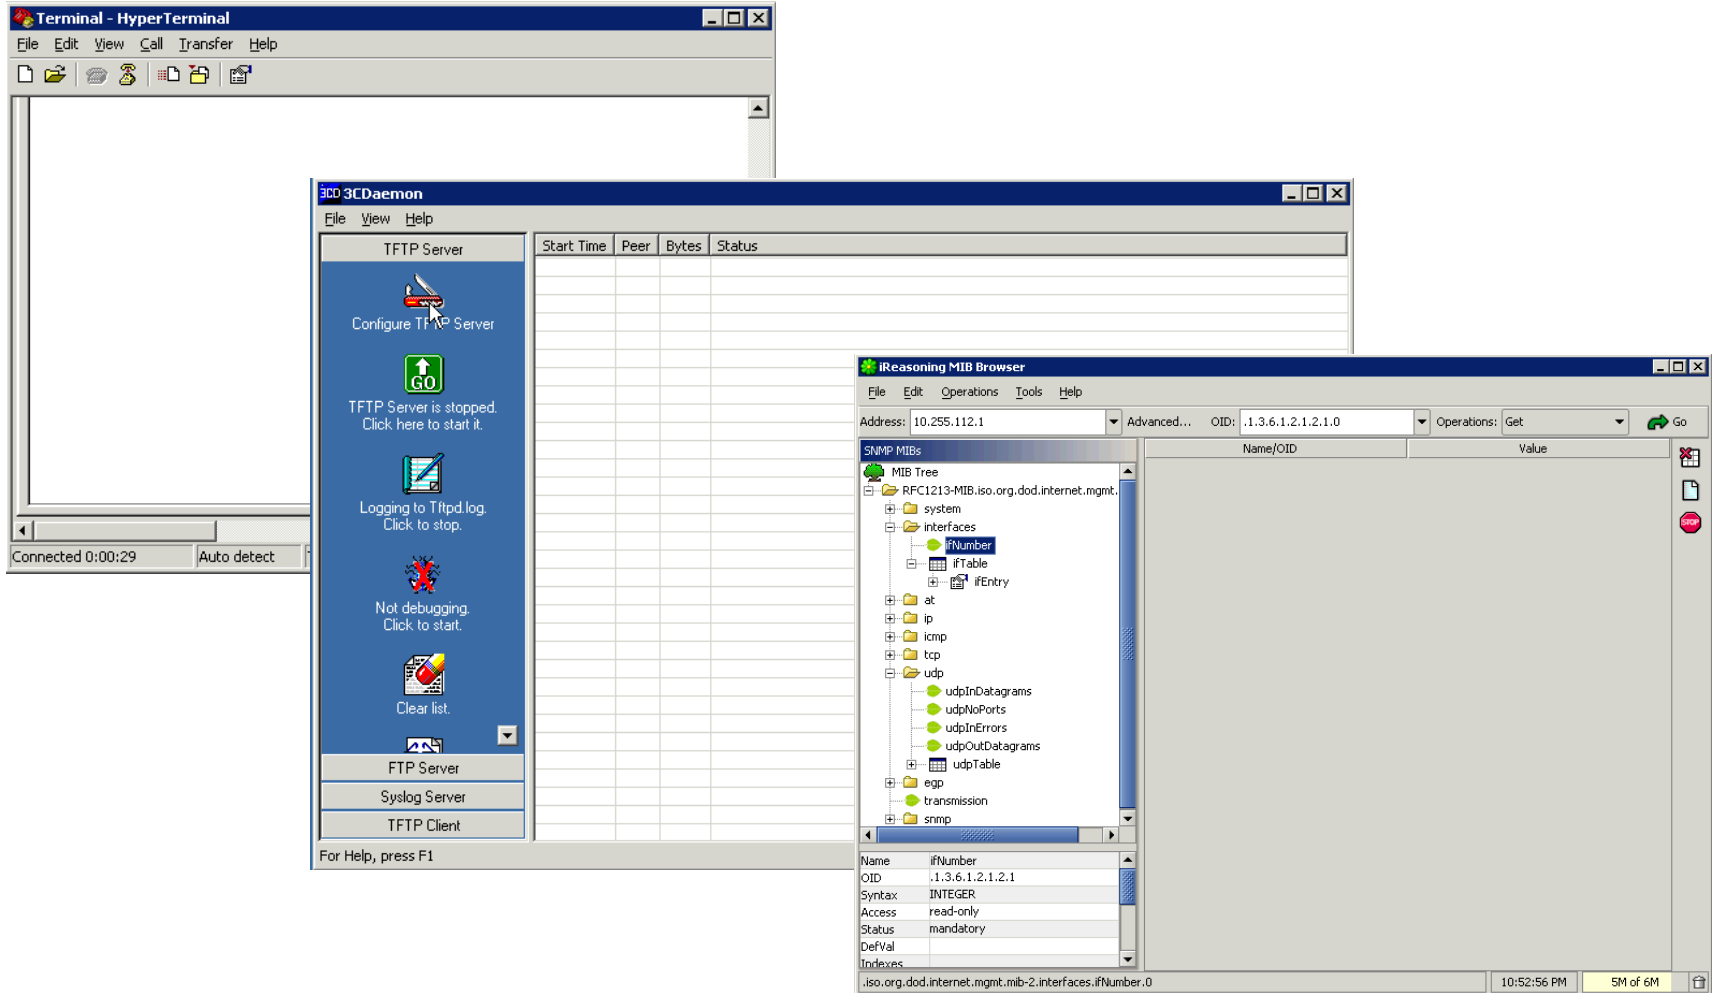 Terminal - HyperTerminal
File Edit View Call Transfer Help
Connected 0:00:29 Auto detect
3CD 3CDaemon
File View Help
TFTP Server
Configure TFTP Server
GO
TFTP Server is stopped.
Click here to start it.
Logging to Tftpd.log.
Click to stop.
Not debugging.
Click to start.
Clear list.
FTP Server
Syslog Server
TFTP Client
Start Time Peer Bytes Status
For Help, press F1
iReasoning MIB Browser
File Edit Operations Tools Help
Address: 10.255.112.1 Advanced... OID: .1.3.6.1.2.1.2.1.0 Operations: Get Go
SNMP MIBs
MIB Tree
RFC1213-MIB.iso.org.dod.internet.mgmt.
system
interfaces
ifNumber
ifTable
ifEntry
at
ip
icmp
tcp
udp
udpInDatagrams
udpNoPorts
udpInErrors
udpOutDatagrams
udpTable
egp
transmission
snmp
Name/OID Value
STOP
Name ifNumber
OID .1.3.6.1.2.1.2.1
Syntax INTEGER
Access read-only
Status mandatory
DefVal
Indexes
.iso.org.dod.internet.mgmt.mib-2.interfaces.ifNumber.0 10:52:56 PM 5M of 6M